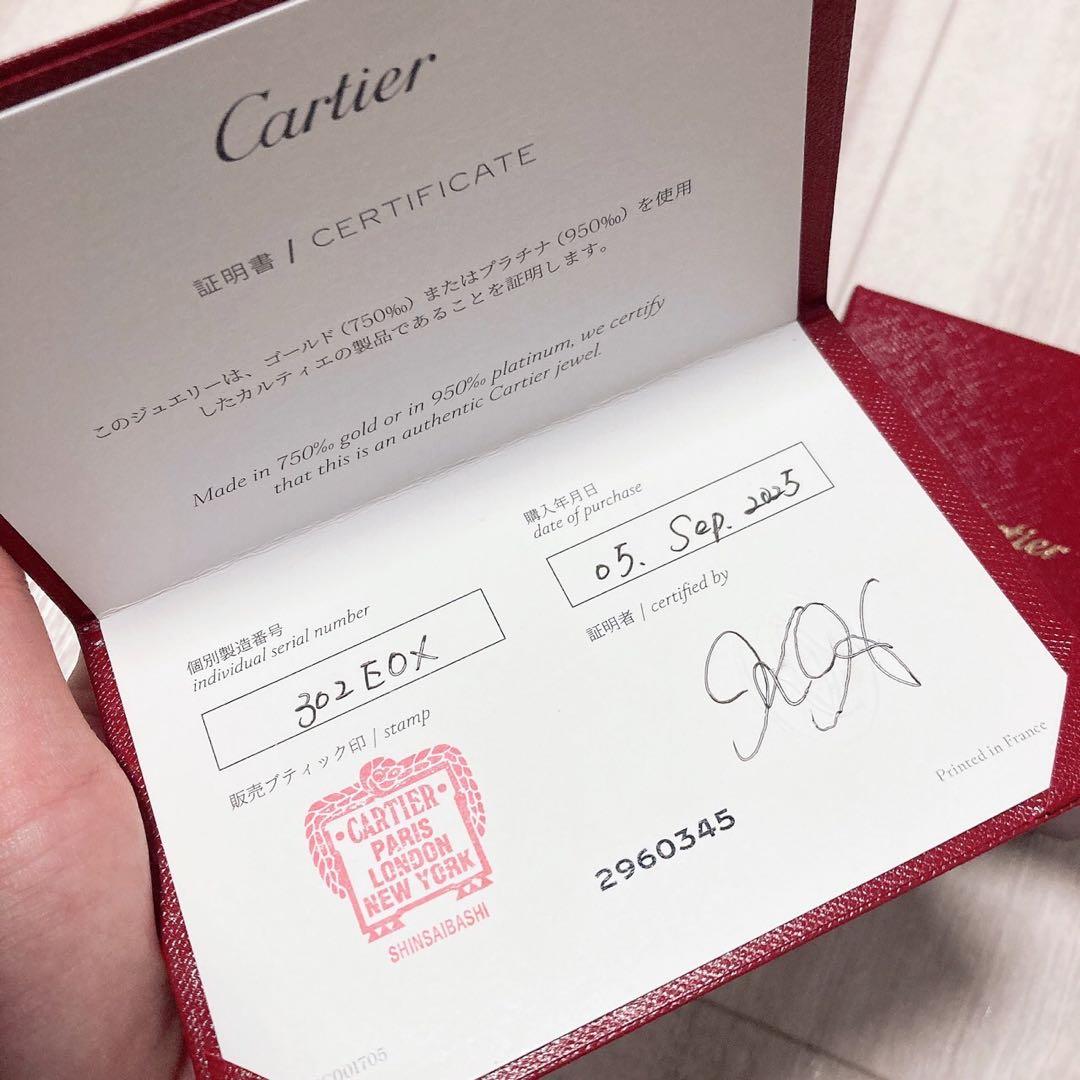 Cartier
証明書 / CERTIFICATE
このジュエリーは、ゴールド（750‰）またはプラチナ（950‰）を使用
したカルティエの製品であることを証明します。
Made in 750‰ gold or in 950‰ platinum, we certify
that this is an authentic Cartier jewel.
購入年月日
date of purchase
05. Sep. 2025
個別製造番号
individual serial number
302EOX
証明者 / certified by
販売ブティック印 / stamp
CARTIER
PARIS
LONDON
NEW YORK
SHINSAIBASHI
2960345
Printed in France